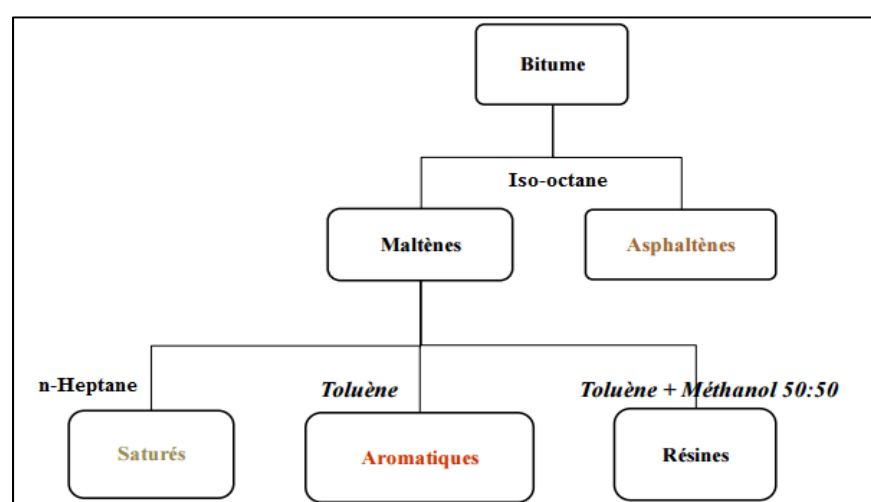 Bitume
Iso-octane
Maltènes
Asphaltènes
n-Heptane
Toluène
Toluène + Méthanol 50:50
Saturés
Aromatiques
Résines